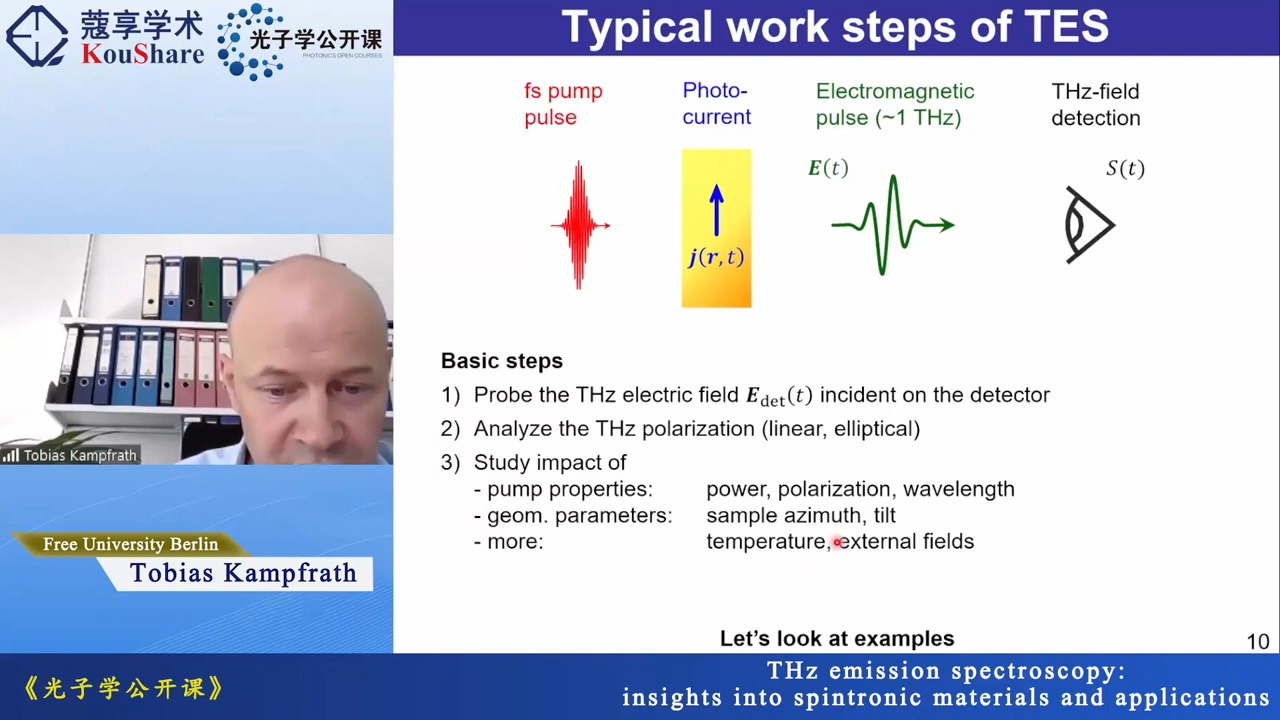 蔻享学术
KouShare
光子学公开课
PHOTONICS OPEN COURSES
Typical work steps of TES
fs pump
pulse
Photo-
current
Electromagnetic
pulse (~1 THz)
THz-field
detection
E(t)
S(t)
j(r, t)
Basic steps
1) Probe the THz electric field E_det(t) incident on the detector
2) Analyze the THz polarization (linear, elliptical)
3) Study impact of
- pump properties: power, polarization, wavelength
- geom. parameters: sample azimuth, tilt
- more: temperature, external fields
Let's look at examples
10
Tobias Kampfrath
Free University Berlin
Tobias Kampfrath
《光子学公开课》
THz emission spectroscopy:
insights into spintronic materials and applications